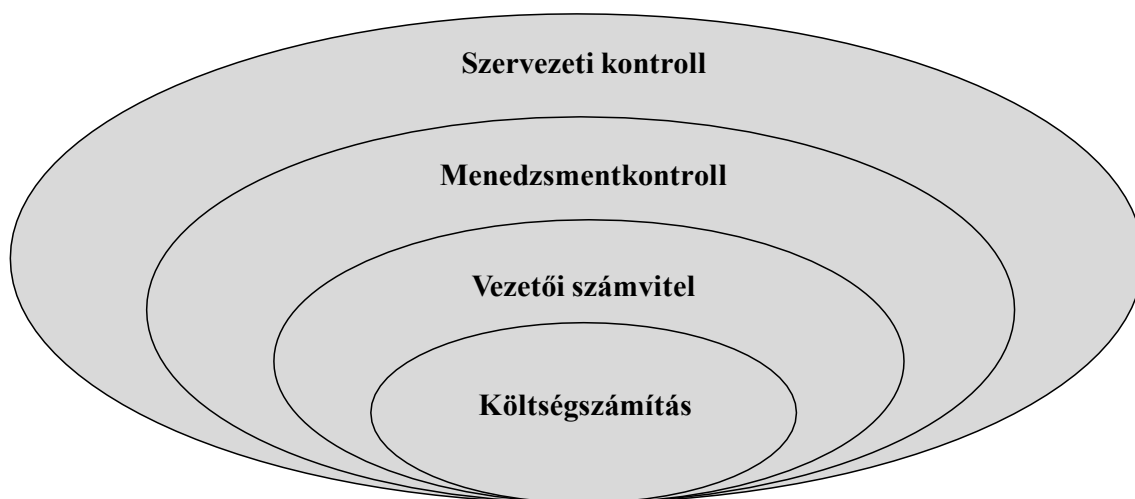 Szervezeti kontroll
Menedzsmentkontroll
Vezetői számvitel
Költségszámítás